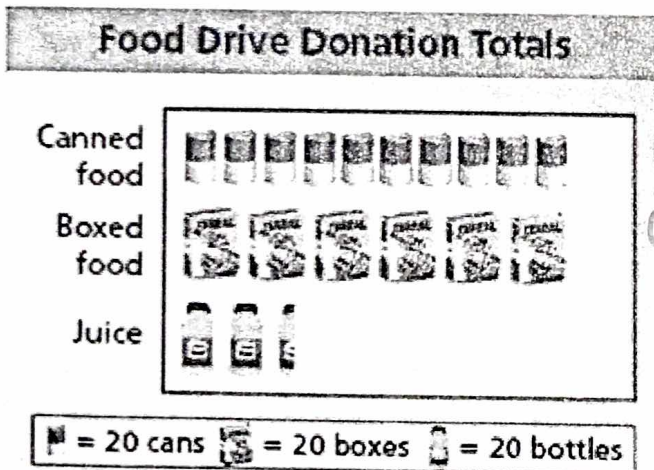 Food Drive Donation Totals
Canned
food
Boxed
food
Juice
= 20 cans = 20 boxes = 20 bottles